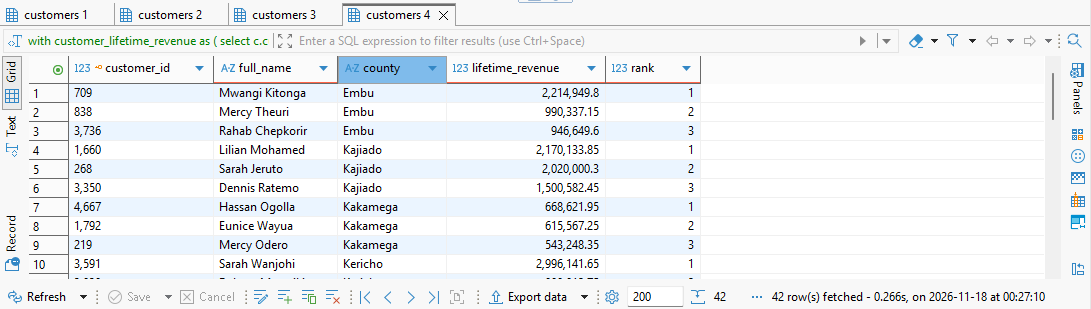 customers 1 customers 2 customers 3 customers 4
with customer_lifetime_revenue as ( select c.c Enter a SQL expression to filter results (use Ctrl+Space)
Grid
Text
Record
Panels
123 customer_id A-Z full_name A-Z county 123 lifetime_revenue 123 rank
1 709 Mwangi Kitonga Embu 2,214,949.8 1
2 838 Mercy Theuri Embu 990,337.15 2
3 3,736 Rahab Chepkorir Embu 946,649.6 3
4 1,660 Lilian Mohamed Kajiado 2,170,133.85 1
5 268 Sarah Jeruto Kajiado 2,020,000.3 2
6 3,350 Dennis Ratemo Kajiado 1,500,582.45 3
7 4,667 Hassan Ogolla Kakamega 668,621.95 1
8 1,792 Eunice Wayua Kakamega 615,567.25 2
9 219 Mercy Odero Kakamega 543,248.35 3
10 3,591 Sarah Wanjohi Kericho 2,996,141.65 1
Refresh Save Cancel Export data 200 42 42 row(s) fetched - 0.266s, on 2026-11-18 at 00:27:10